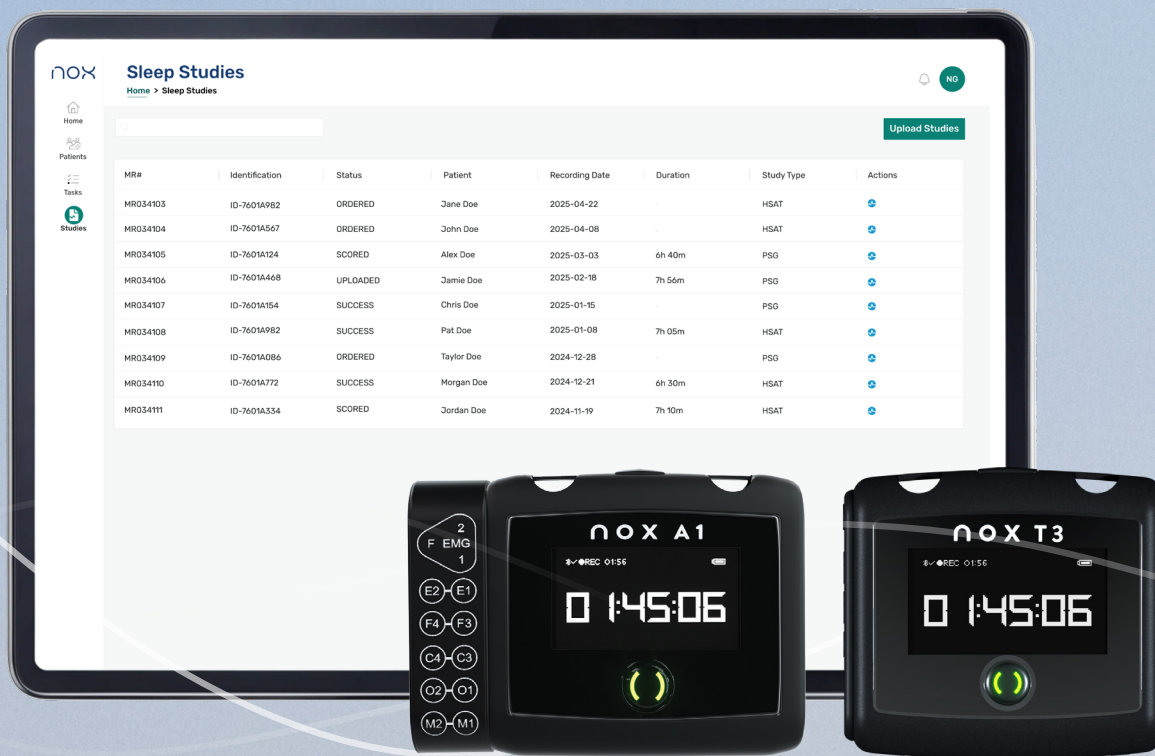 nox
Sleep Studies
Home > Sleep Studies
NG
Home
Patients
Tasks
Studies
Upload Studies
MR# Identification Status Patient Recording Date Duration Study Type Actions
MR034103 ID-7601A982 ORDERED Jane Doe 2025-04-22 - HSAT
MR034104 ID-7601A567 ORDERED John Doe 2025-04-08 - HSAT
MR034105 ID-7601A124 SCORED Alex Doe 2025-03-03 6h 40m PSG
MR034106 ID-7601A468 UPLOADED Jamie Doe 2025-02-18 7h 56m PSG
MR034107 ID-7601A154 SUCCESS Chris Doe 2025-01-15 - PSG
MR034108 ID-7601A982 SUCCESS Pat Doe 2025-01-08 7h 05m HSAT
MR034109 ID-7601A086 ORDERED Taylor Doe 2024-12-28 - PSG
MR034110 ID-7601A772 SUCCESS Morgan Doe 2024-12-21 6h 30m HSAT
MR034111 ID-7601A334 SCORED Jordan Doe 2024-11-19 7h 10m HSAT
2
F EMG
1
E2 E1
F4 F3
C4 C3
O2 O1
M2 M1
nox A1
REC 01:56
01:45:06
nox T3
REC 01:56
01:45:06